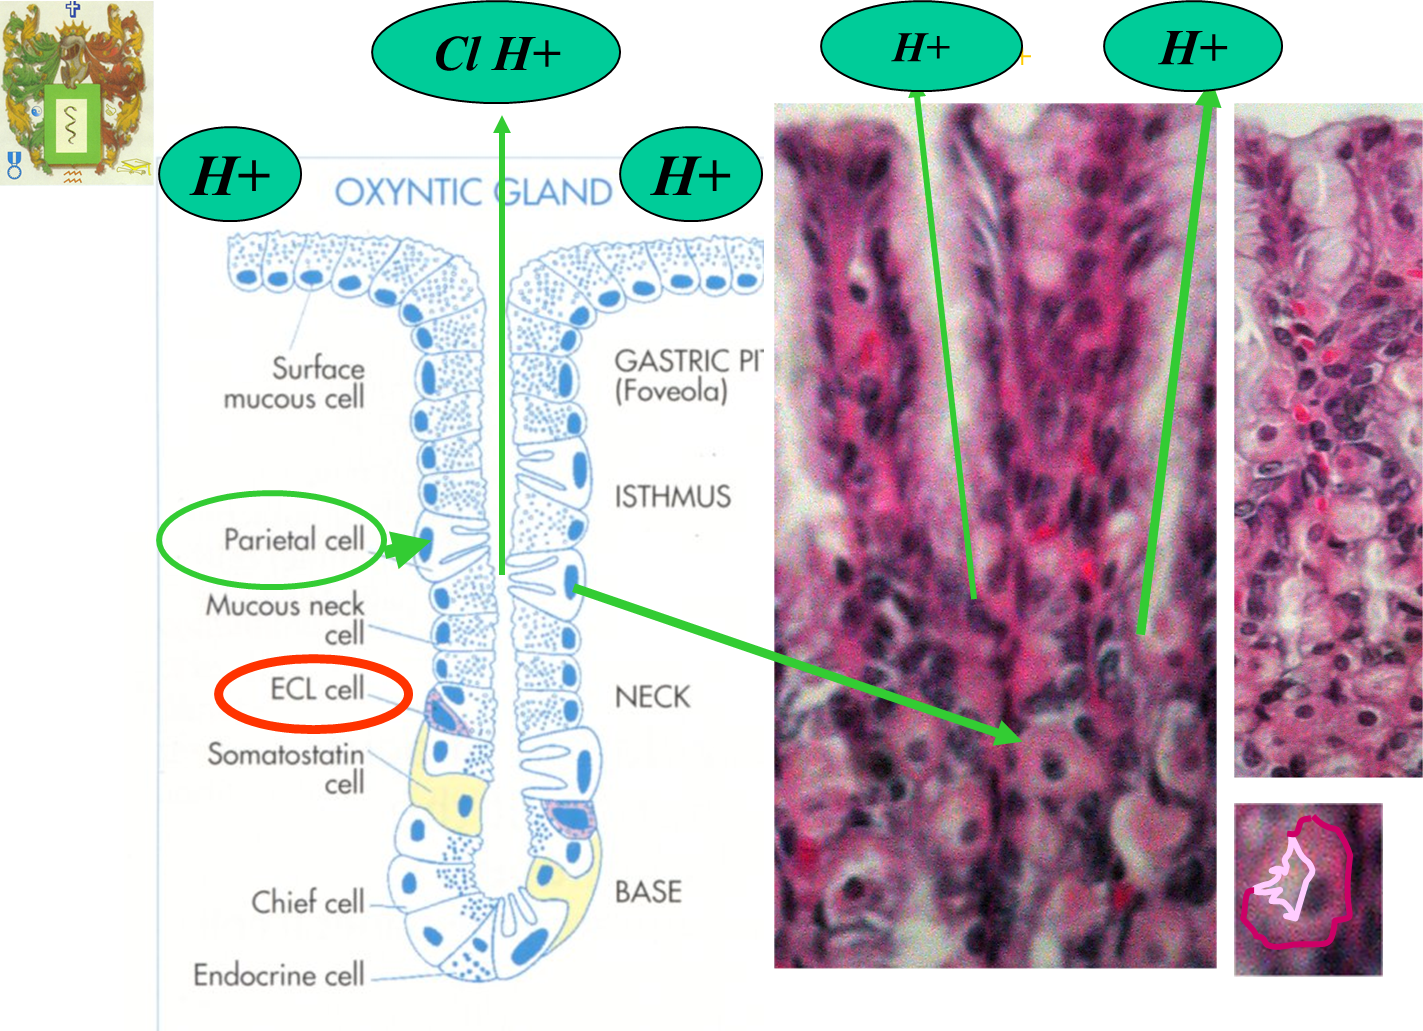 Cl H+
H+
H+
H+
H+
OXYNTIC GLAND
Surface
mucous cell
GASTRIC PI
(Foveola)
ISTHMUS
Parietal cell
Mucous neck
cell
ECL cell
NECK
Somatostatin
cell
Chief cell
BASE
Endocrine cell